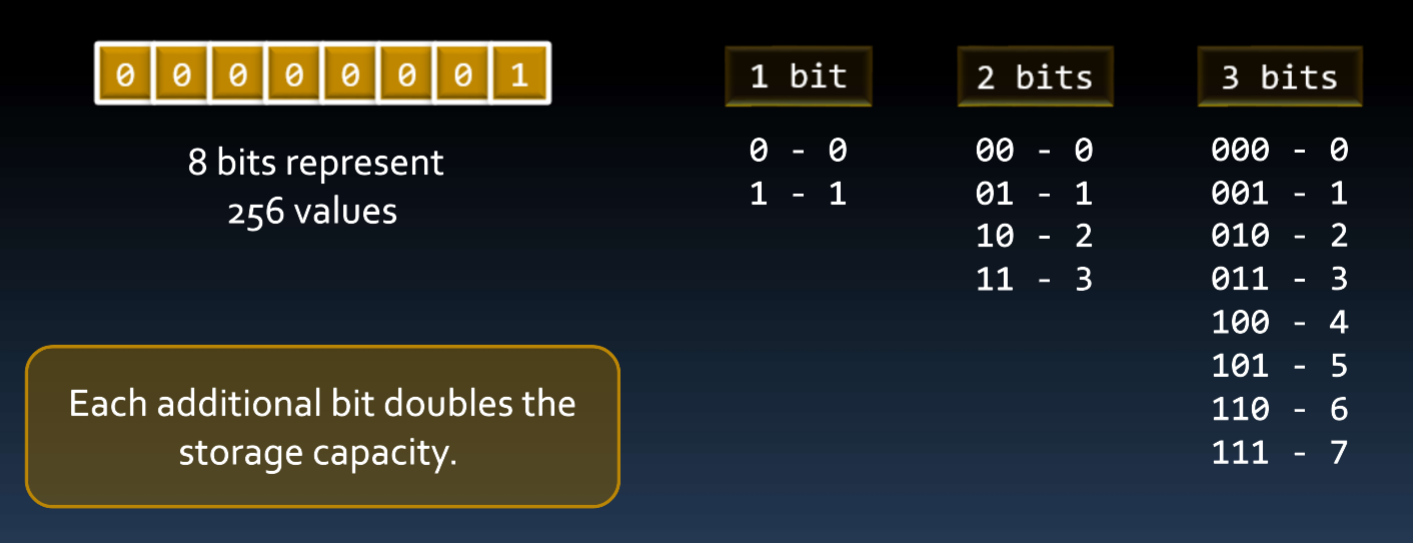 0 0 0 0 0 0 0 1
8 bits represent
256 values
Each additional bit doubles the
storage capacity.
1 bit
0 - 0
1 - 1
2 bits
00 - 0
01 - 1
10 - 2
11 - 3
3 bits
000 - 0
001 - 1
010 - 2
011 - 3
100 - 4
101 - 5
110 - 6
111 - 7